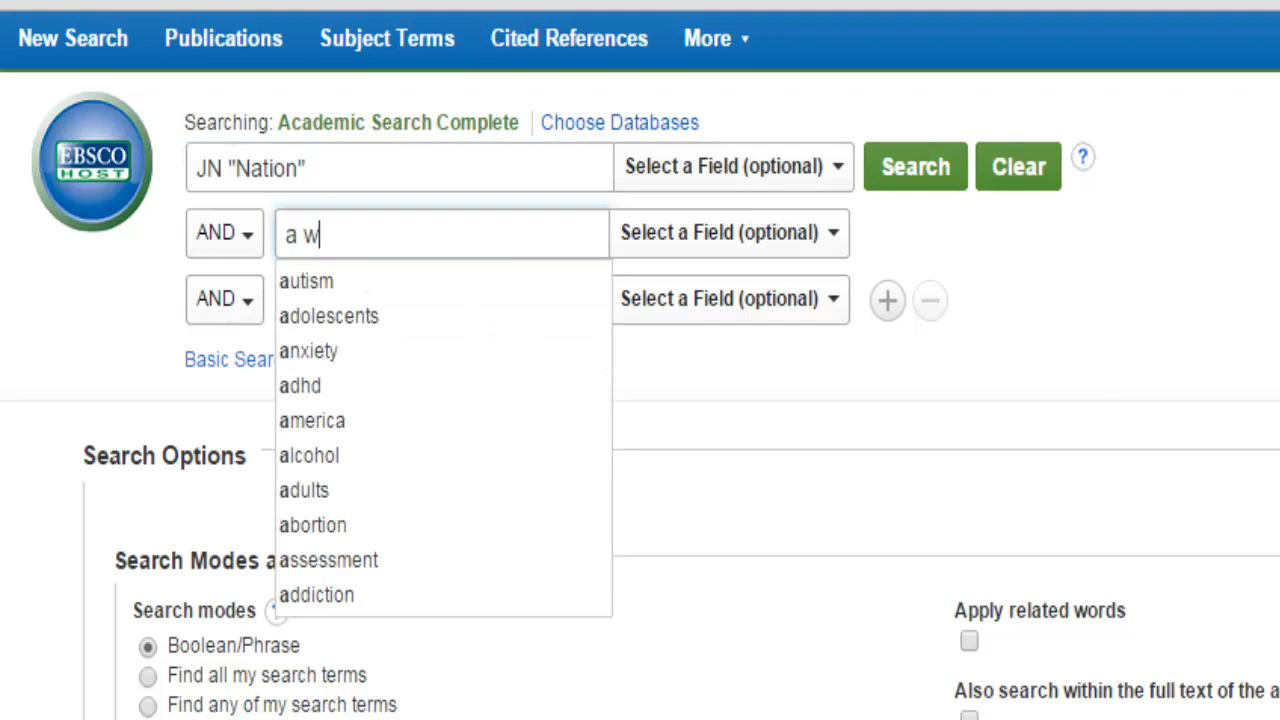 New Search Publications Subject Terms Cited References More
Searching: Academic Search Complete Choose Databases
EBSCO
HOST
JN "Nation" Select a Field (optional) Search Clear ?
AND a w Select a Field (optional)
autism
AND Select a Field (optional)
adolescents
anxiety
Basic Sear
adhd
america
Search Options
alcohol
adults
abortion
Search Modes a
assessment
addiction
Search modes
Apply related words
Boolean/Phrase
Find all my search terms
Also search within the full text of the a
Find any of my search terms